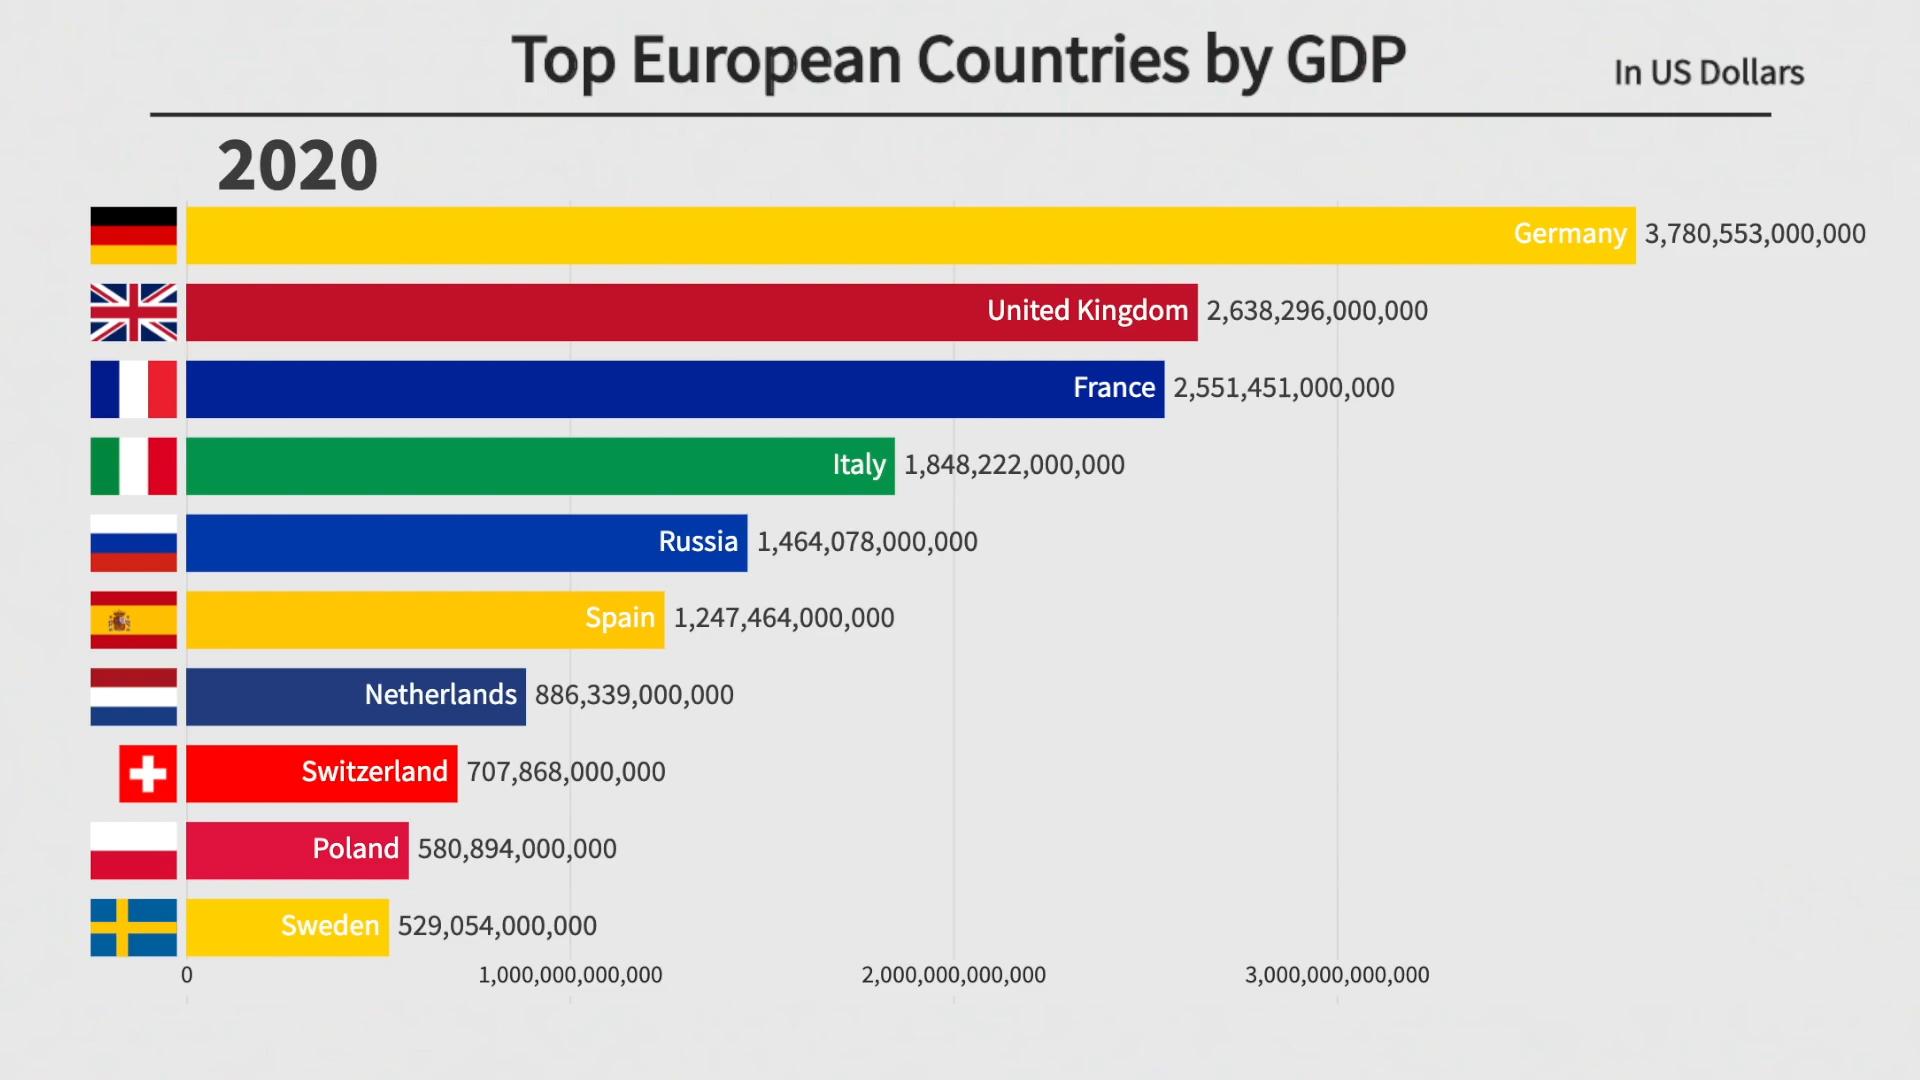 Top European Countries by GDP
In US Dollars
2020
Germany 3,780,553,000,000
United Kingdom 2,638,296,000,000
France 2,551,451,000,000
Italy 1,848,222,000,000
Russia 1,464,078,000,000
Spain 1,247,464,000,000
Netherlands 886,339,000,000
Switzerland 707,868,000,000
Poland 580,894,000,000
Sweden 529,054,000,000
0 1,000,000,000,000 2,000,000,000,000 3,000,000,000,000